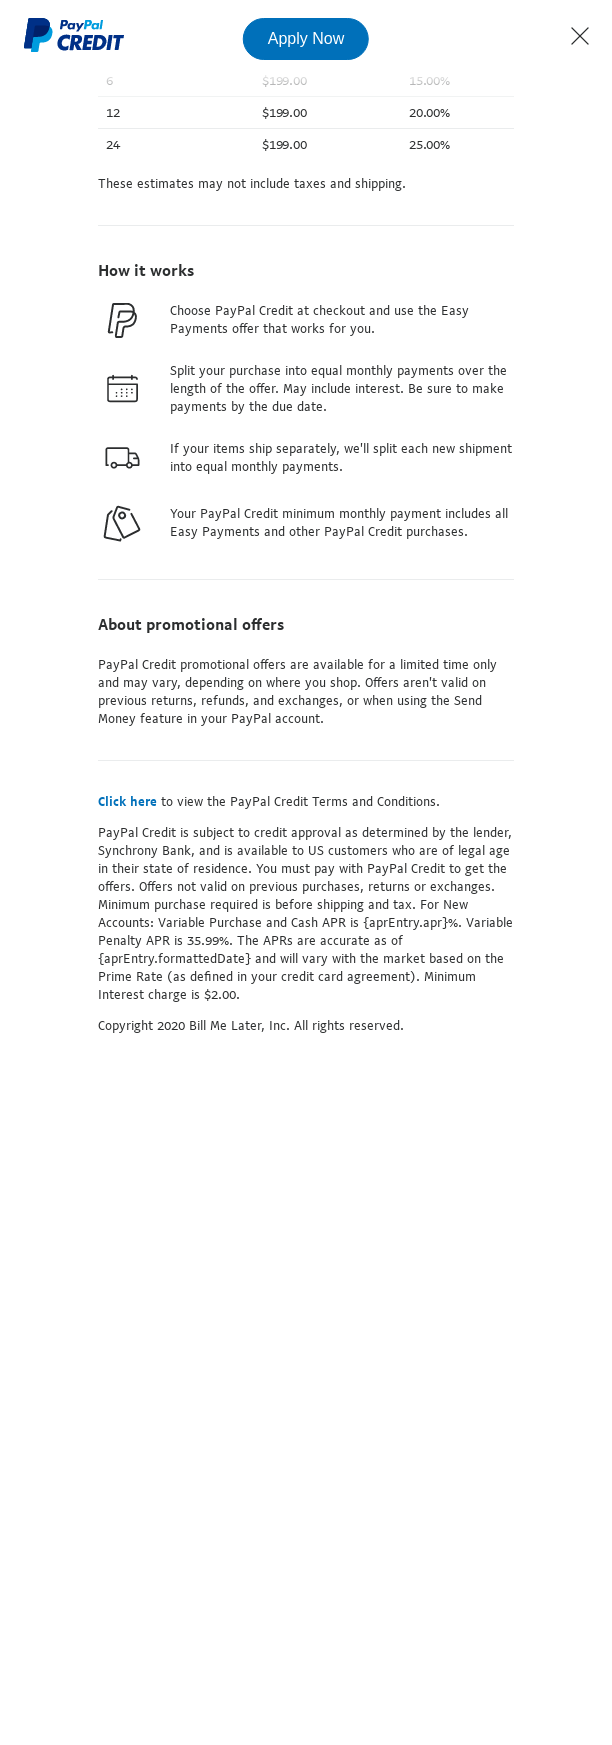 PayPal
CREDIT
Apply Now
6 $199.00 15.00%
12 $199.00 20.00%
24 $199.00 25.00%
These estimates may not include taxes and shipping.
How it works
Choose PayPal Credit at checkout and use the Easy
Payments offer that works for you.
Split your purchase into equal monthly payments over the
length of the offer. May include interest. Be sure to make
payments by the due date.
If your items ship separately, we'll split each new shipment
into equal monthly payments.
Your PayPal Credit minimum monthly payment includes all
Easy Payments and other PayPal Credit purchases.
About promotional offers
PayPal Credit promotional offers are available for a limited time only
and may vary, depending on where you shop. Offers aren't valid on
previous returns, refunds, and exchanges, or when using the Send
Money feature in your PayPal account.
Click here to view the PayPal Credit Terms and Conditions.
PayPal Credit is subject to credit approval as determined by the lender,
Synchrony Bank, and is available to US customers who are of legal age
in their state of residence. You must pay with PayPal Credit to get the
offers. Offers not valid on previous purchases, returns or exchanges.
Minimum purchase required is before shipping and tax. For New
Accounts: Variable Purchase and Cash APR is {aprEntry.apr}%. Variable
Penalty APR is 35.99%. The APRs are accurate as of
{aprEntry.formattedDate} and will vary with the market based on the
Prime Rate (as defined in your credit card agreement). Minimum
Interest charge is $2.00.
Copyright 2020 Bill Me Later, Inc. All rights reserved.